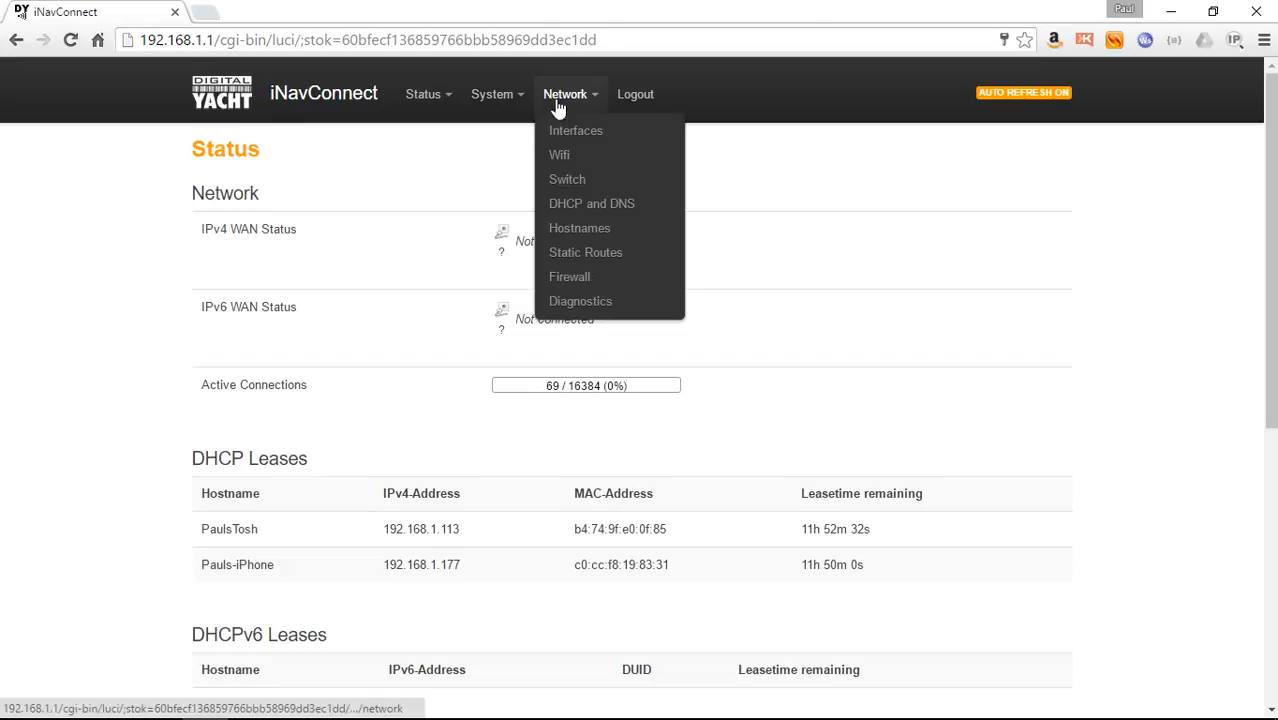 DY
iNavConnect
Paul
192.168.1.1/cgi-bin/luci/;stok=60bfecf136859766bbb58969dd3ec1dd
DIGITAL
YACHT
iNavConnect
Status
System
Network
Logout
AUTO REFRESH ON
Interfaces
Wifi
Switch
DHCP and DNS
Hostnames
Static Routes
Firewall
Diagnostics
Status
Network
IPv4 WAN Status
?
Not
IPv6 WAN Status
?
Not connected
Active Connections
69 / 16384 (0%)
DHCP Leases
Hostname IPv4-Address MAC-Address Leasetime remaining
PaulsTosh 192.168.1.113 b4:74:9f:e0:0f:85 11h 52m 32s
Pauls-iPhone 192.168.1.177 c0:cc:f8:19:83:31 11h 50m 0s
DHCPv6 Leases
Hostname IPv6-Address DUID Leasetime remaining
192.168.1.1/cgi-bin/luci/;stok=60bfecf136859766bbb58969dd3ec1dd/.../network